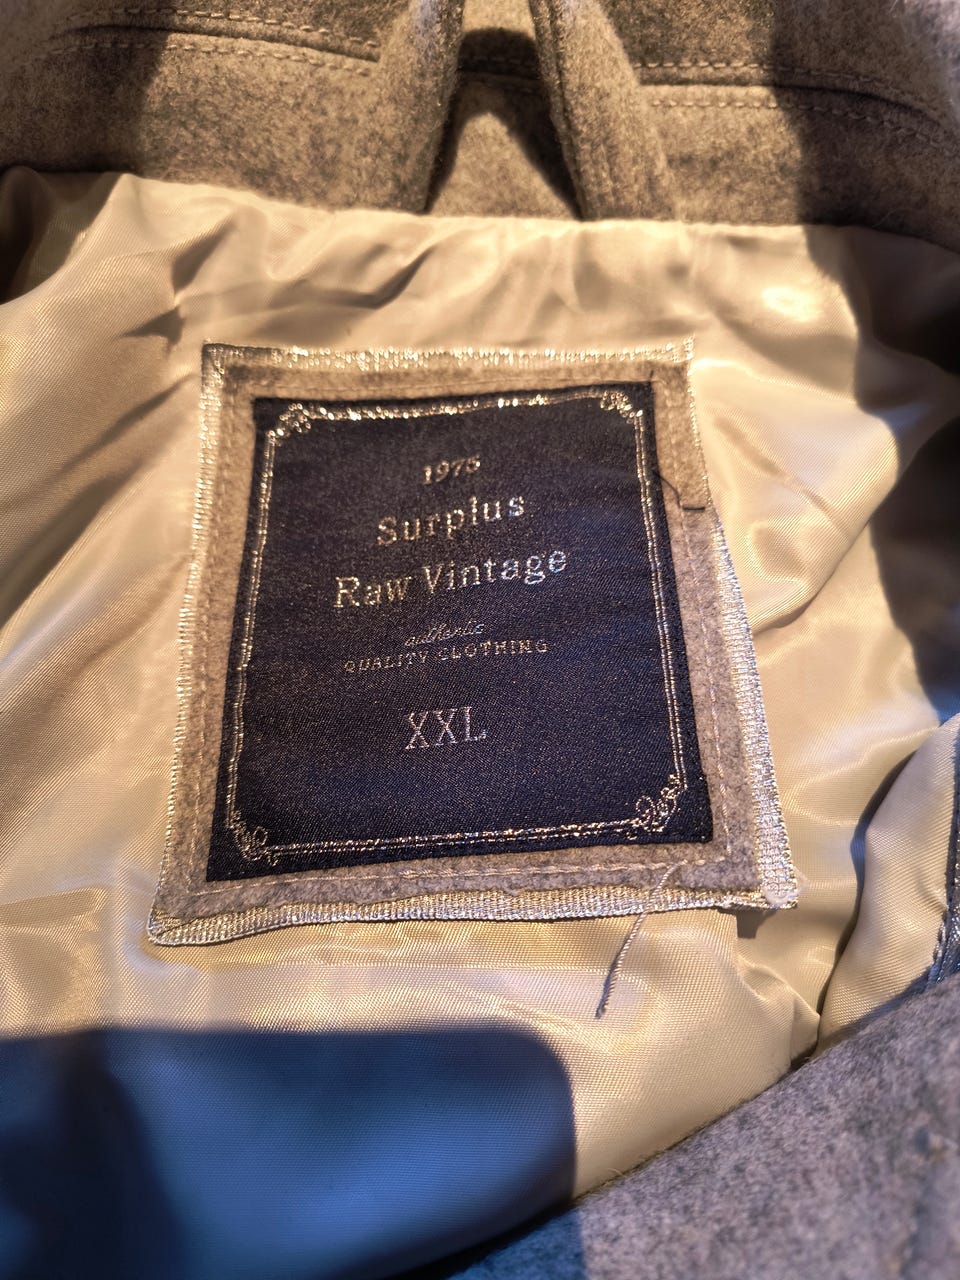 1975
Surplus
Raw Vintage
authentic
QUALITY CLOTHING
XXL